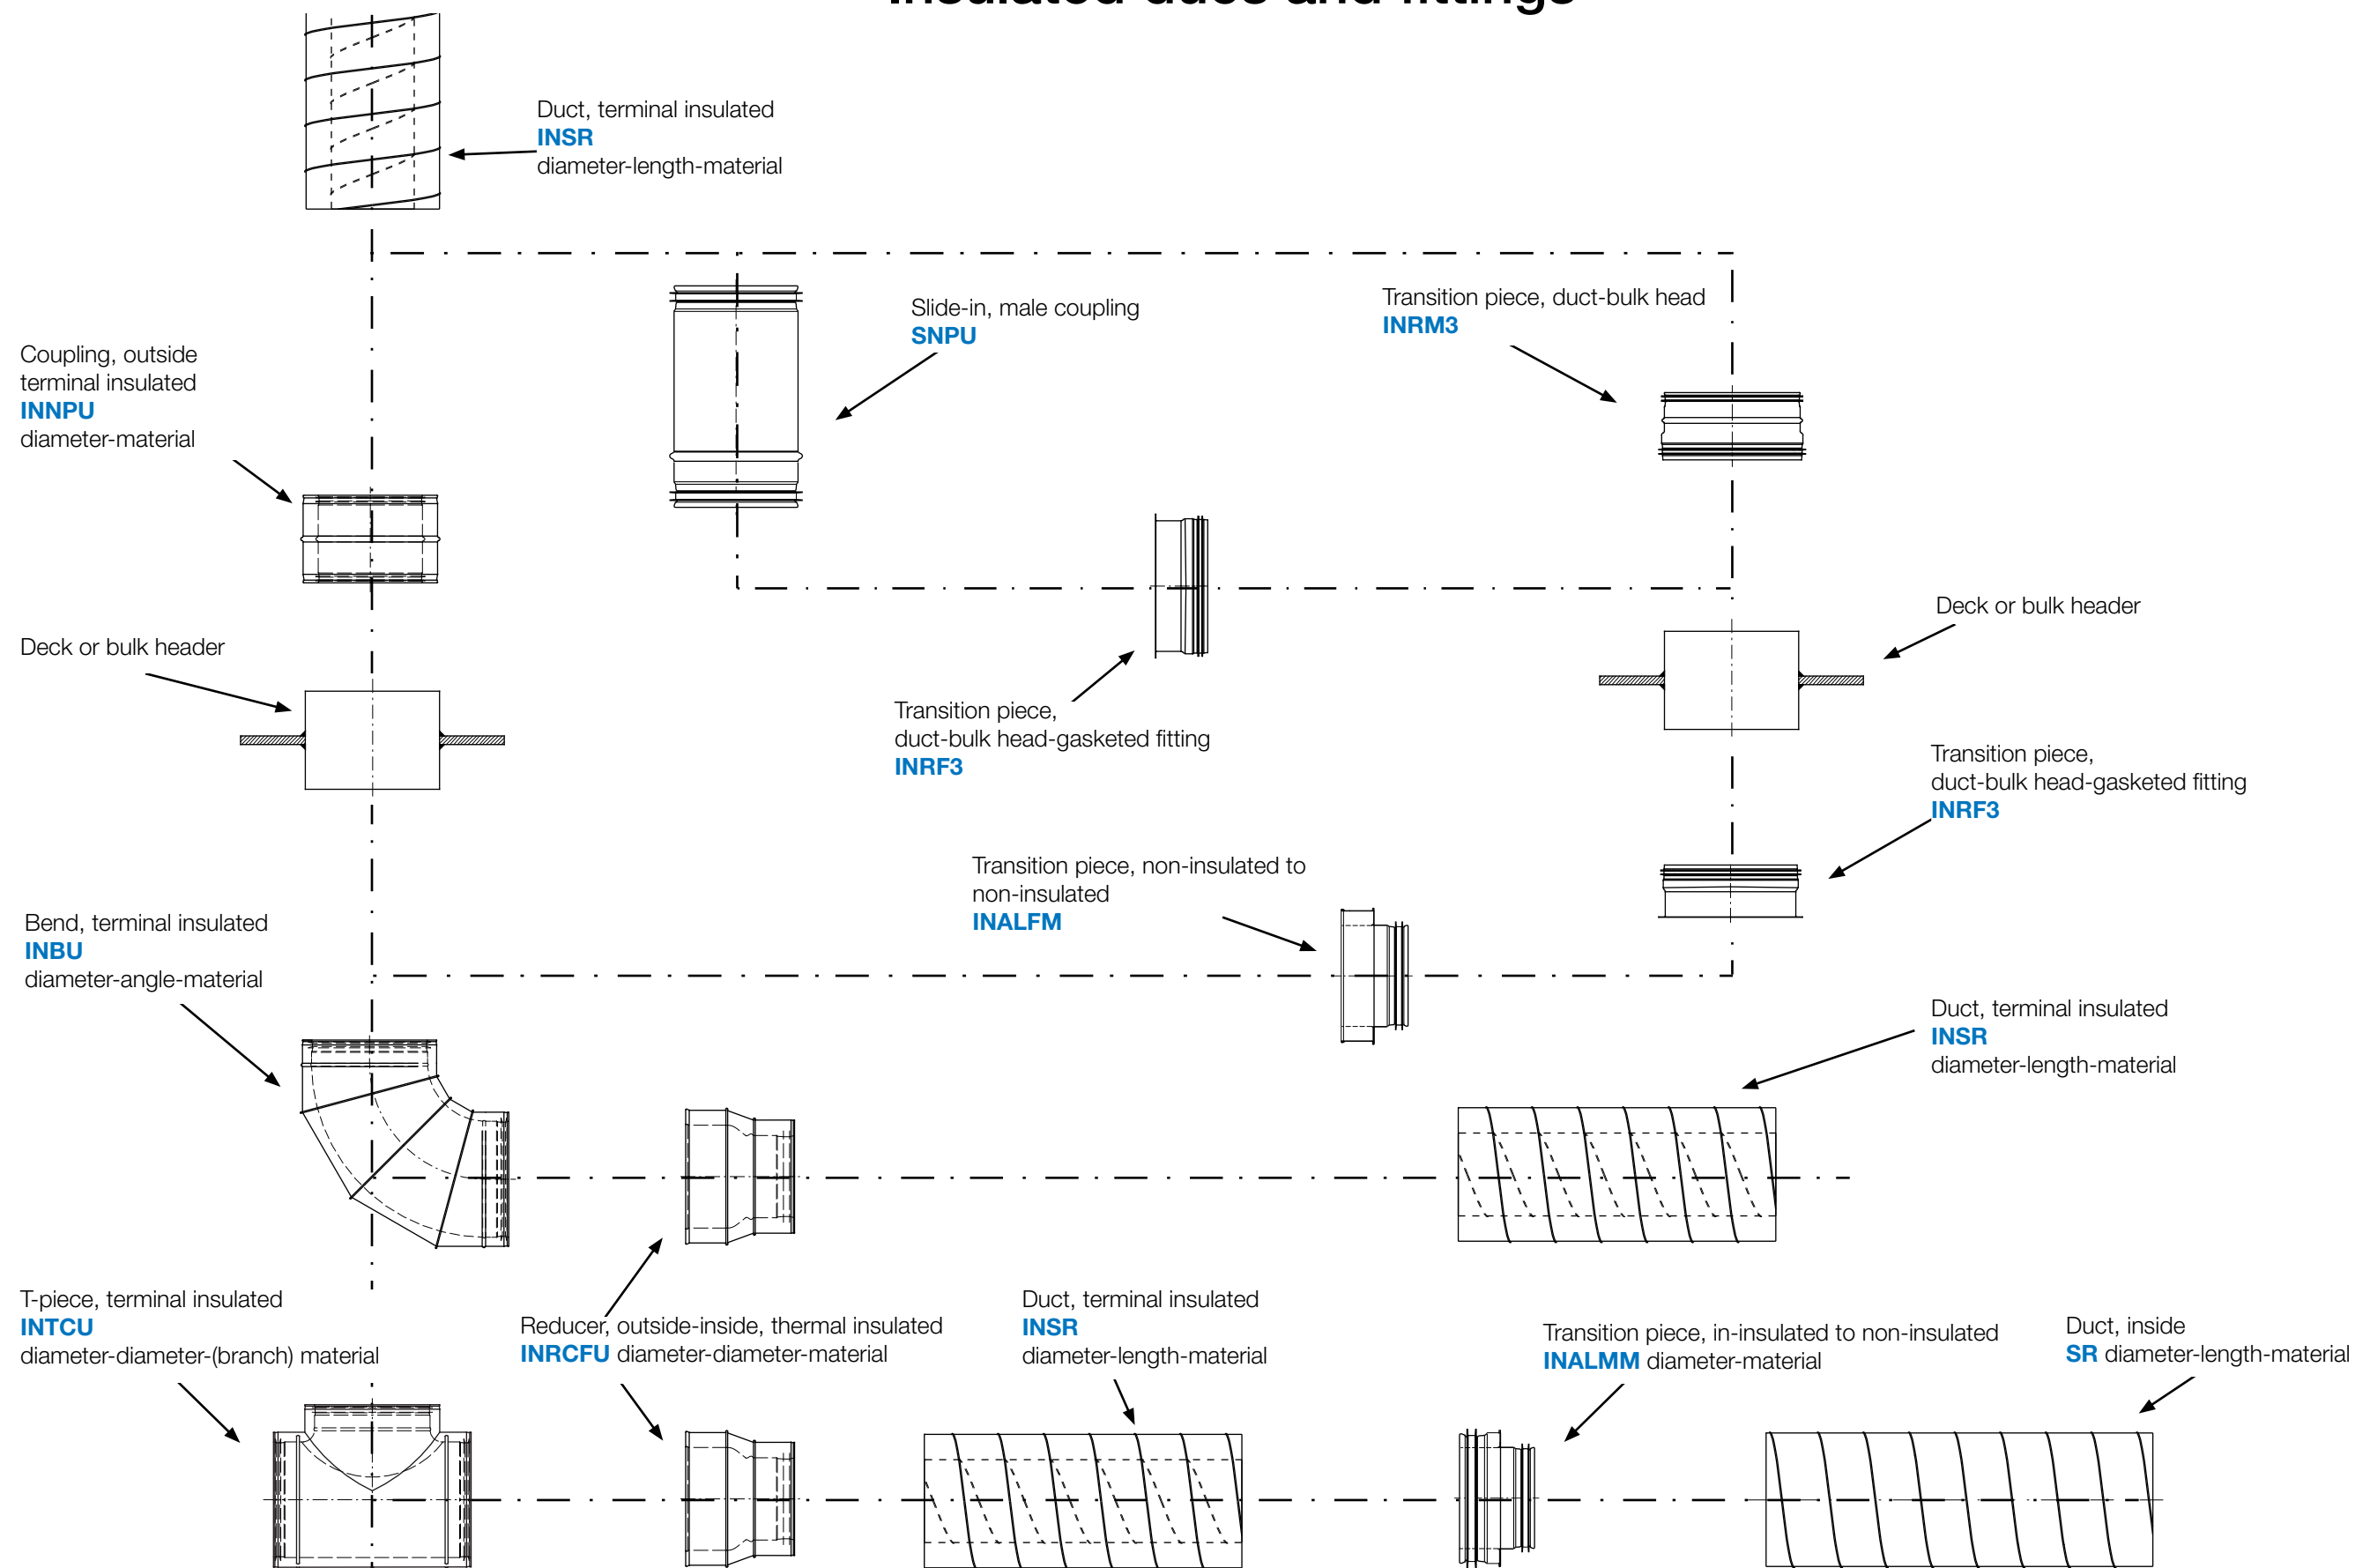 Insulated ducs and fittings
Duct, terminal insulated
INSR
diameter-length-material
Slide-in, male coupling
SNPU
Transition piece, duct-bulk head
INRM3
Coupling, outside
terminal insulated
INNPU
diameter-material
Deck or bulk header
Deck or bulk header
Transition piece,
duct-bulk head-gasketed fitting
INRF3
Transition piece,
duct-bulk head-gasketed fitting
INRF3
Transition piece, non-insulated to
non-insulated
INALFM
Bend, terminal insulated
INBU
diameter-angle-material
Duct, terminal insulated
INSR
diameter-length-material
T-piece, terminal insulated
INTCU
diameter-diameter-(branch) material
Reducer, outside-inside, thermal insulated
INRCFU diameter-diameter-material
Duct, terminal insulated
INSR
diameter-length-material
Transition piece, in-insulated to non-insulated
INALMM diameter-material
Duct, inside
SR diameter-length-material